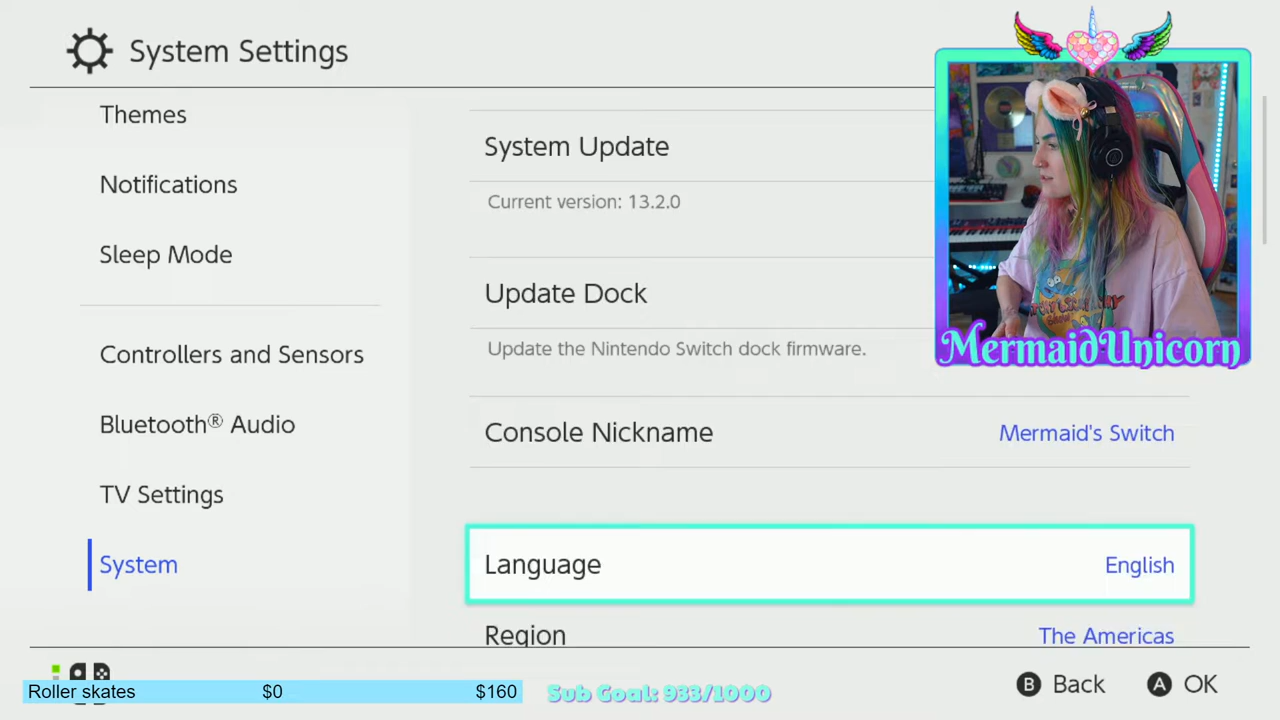 System Settings
Themes
Notifications
Sleep Mode
Controllers and Sensors
Bluetooth® Audio
TV Settings
System
System Update
Current version: 13.2.0
Update Dock
Update the Nintendo Switch dock firmware.
Console Nickname Mermaid's Switch
Language English
Region The Americas
MermaidUnicorn
Roller skates $0 $160
Sub Goal: 933/1000
B Back A OK